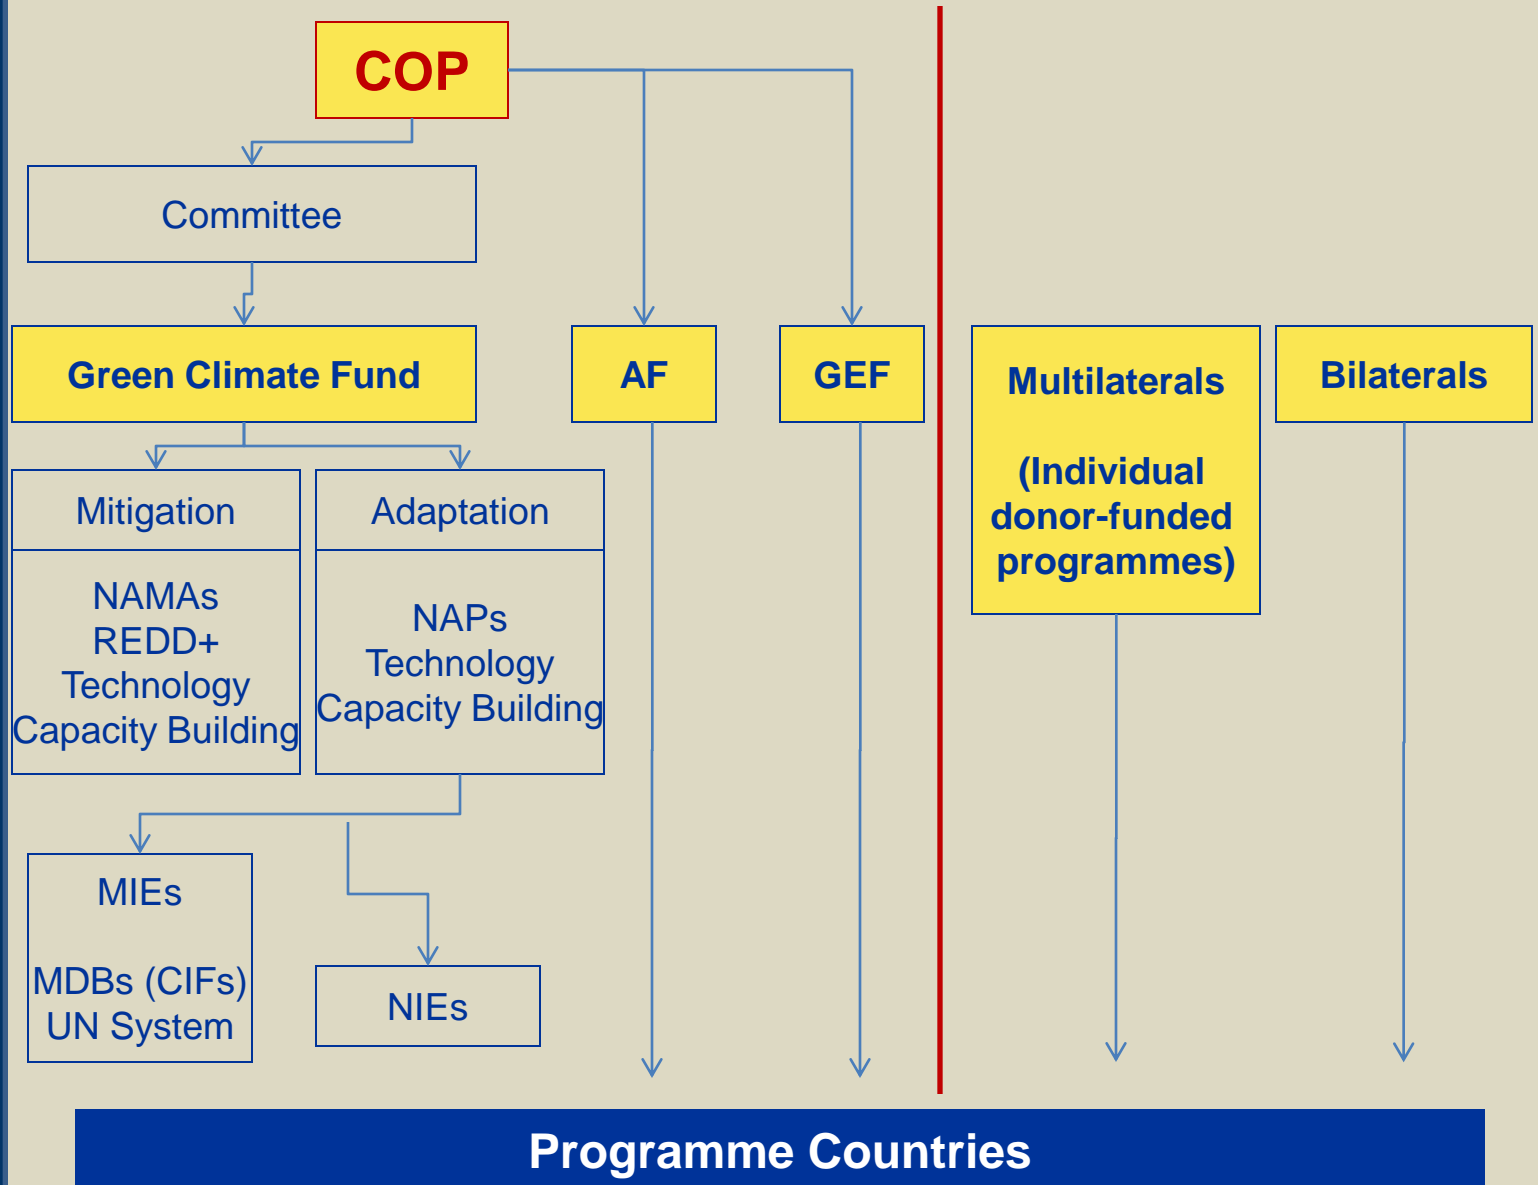 COP
Committee
Green Climate Fund
AF
GEF
Multilaterals
(Individual
donor-funded
programmes)
Bilaterals
Mitigation
NAMAs
REDD+
Technology
Capacity Building
Adaptation
NAPs
Technology
Capacity Building
MIEs
MDBs (CIFs)
UN System
NIEs
Programme Countries